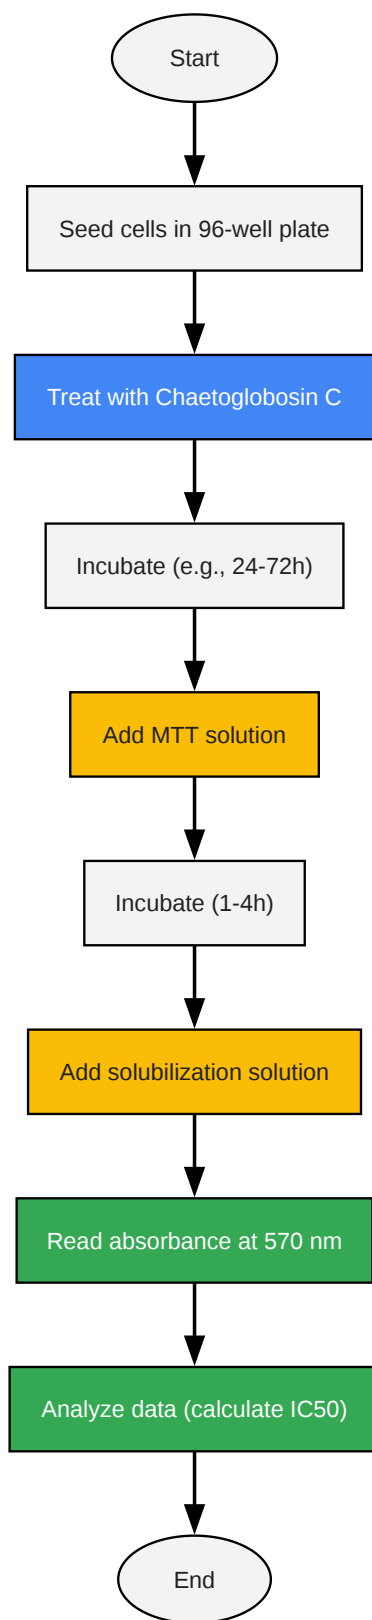 Start
Seed cells in 96-well plate
Treat with Chaetoglobosin C
Incubate (e.g., 24-72h)
Add MTT solution
Incubate (1-4h)
Add solubilization solution
Read absorbance at 570 nm
Analyze data (calculate IC50)
End